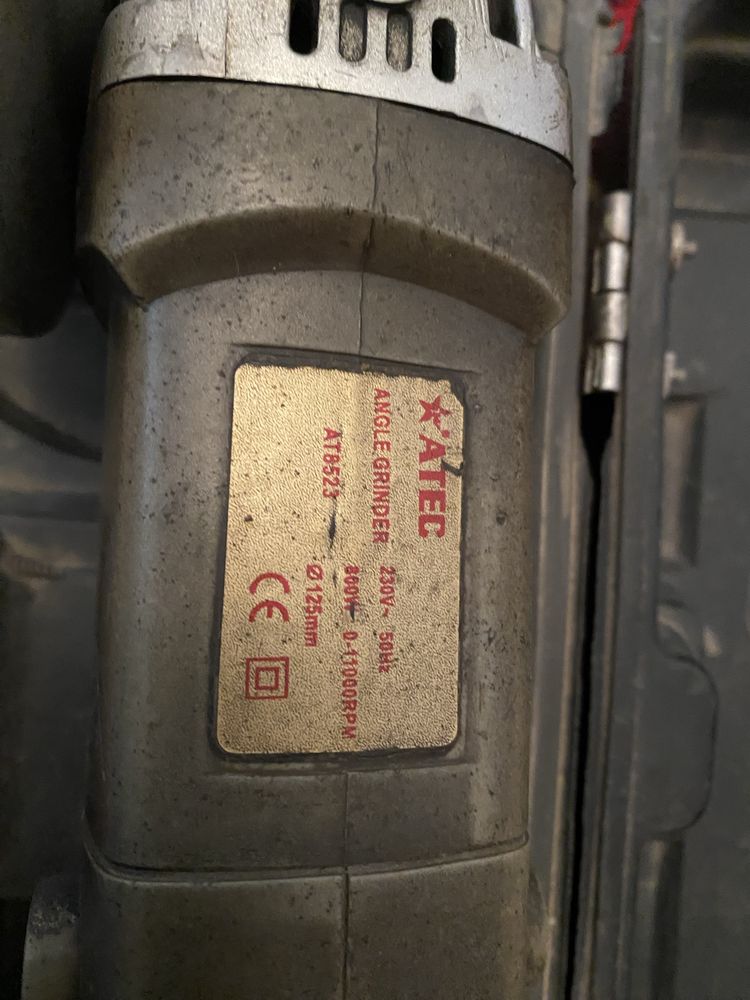 ATEC
ANGLE GRINDER 230V~ 50Hz
AT8523 800W 0-11000RPM
Ø125mm
CE